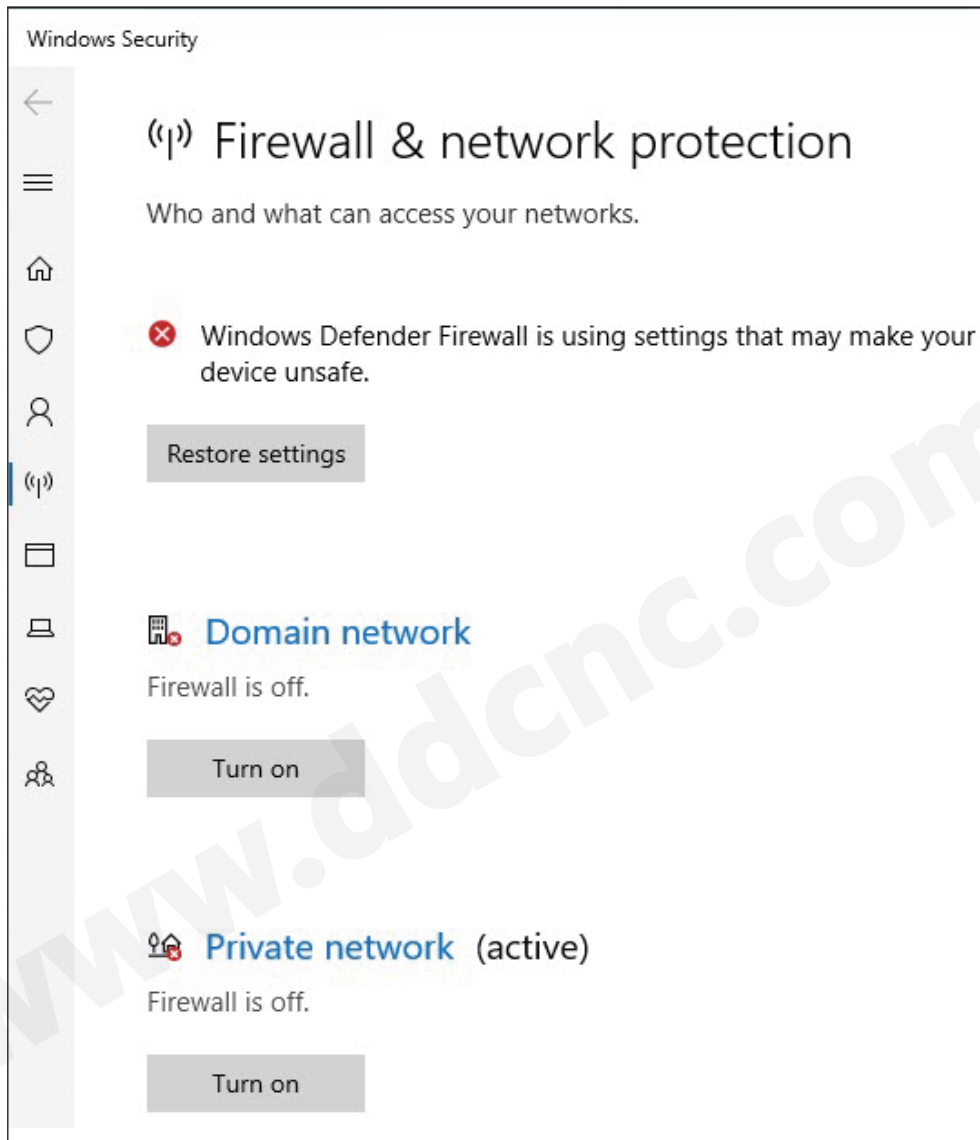 Windows Security
Firewall & network protection
Who and what can access your networks.
Windows Defender Firewall is using settings that may make your
device unsafe.
Restore settings
Domain network
Firewall is off.
Turn on
Private network (active)
Firewall is off.
Turn on
www.ddcnc.com